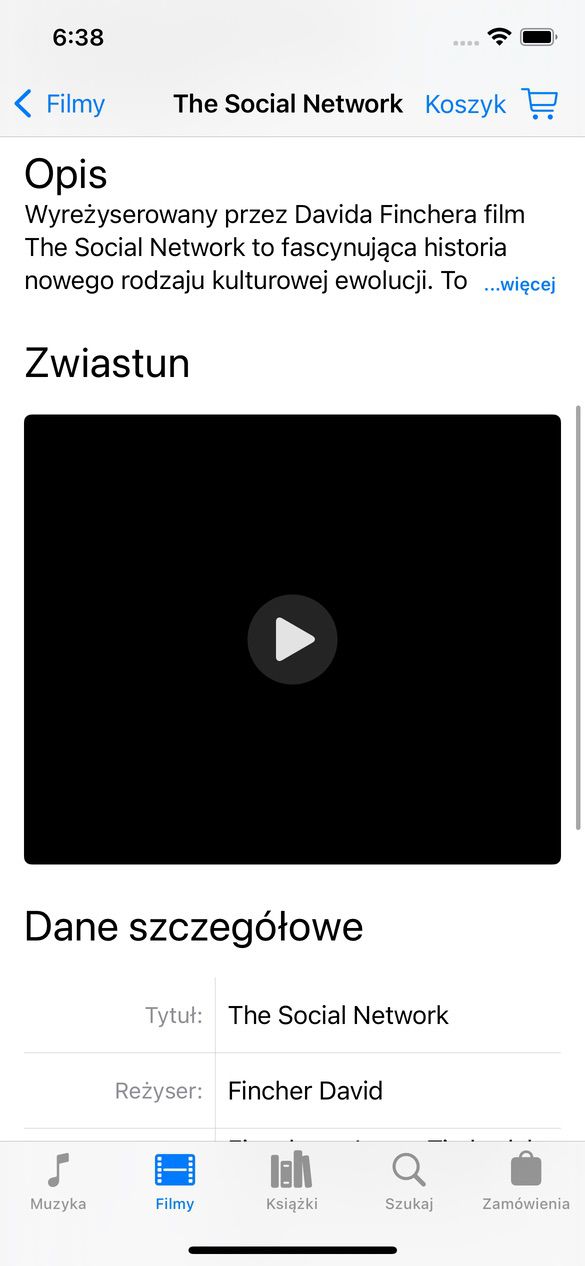 6:38
Filmy
The Social Network
Koszyk
Opis
Wyreżyserowany przez Davida Finchera film
The Social Network to fascynująca historia
nowego rodzaju kulturowej ewolucji. To ...więcej
Zwiastun
Dane szczegółowe
Tytuł: The Social Network
Reżyser: Fincher David
Muzyka
Filmy
Książki
Szukaj
Zamówienia